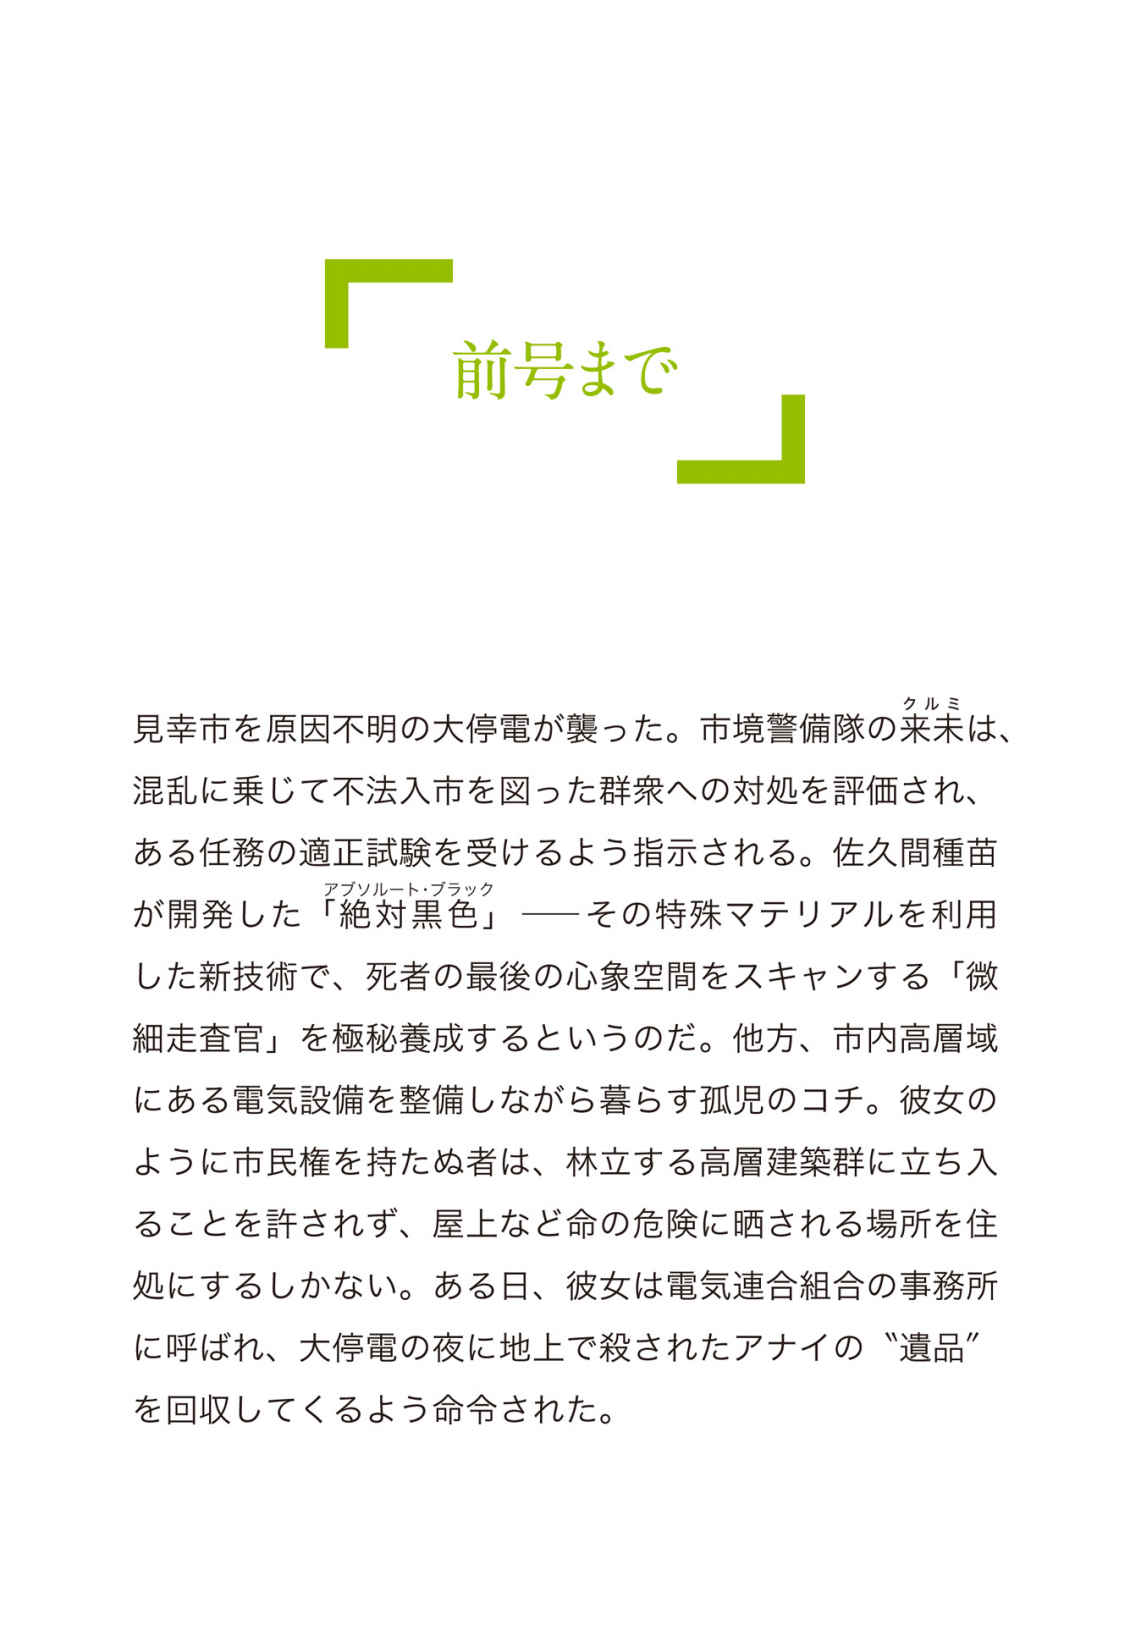 前号まで
見幸市を原因不明の大停電が襲った。市境警備隊の来未は、
クルミ
混乱に乗じて不法入市を図った群衆への対処を評価され、
ある任務の適正試験を受けるよう指示される。佐久間種苗
アブソルート・ブラック
が開発した「絶対黒色」——その特殊マテリアルを利用
した新技術で、死者の最後の心象空間をスキャンする「微
細走査官」を極秘養成するというのだ。他方、市内高層域
にある電気設備を整備しながら暮らす孤児のコチ。彼女の
ように市民権を持たぬ者は、林立する高層建築群に立ち入
ることを許されず、屋上など命の危険に晒される場所を住
処にするしかない。ある日、彼女は電気連合組合の事務所
に呼ばれ、大停電の夜に地上で殺されたアナイの〝遺品〟
を回収してくるよう命令された。